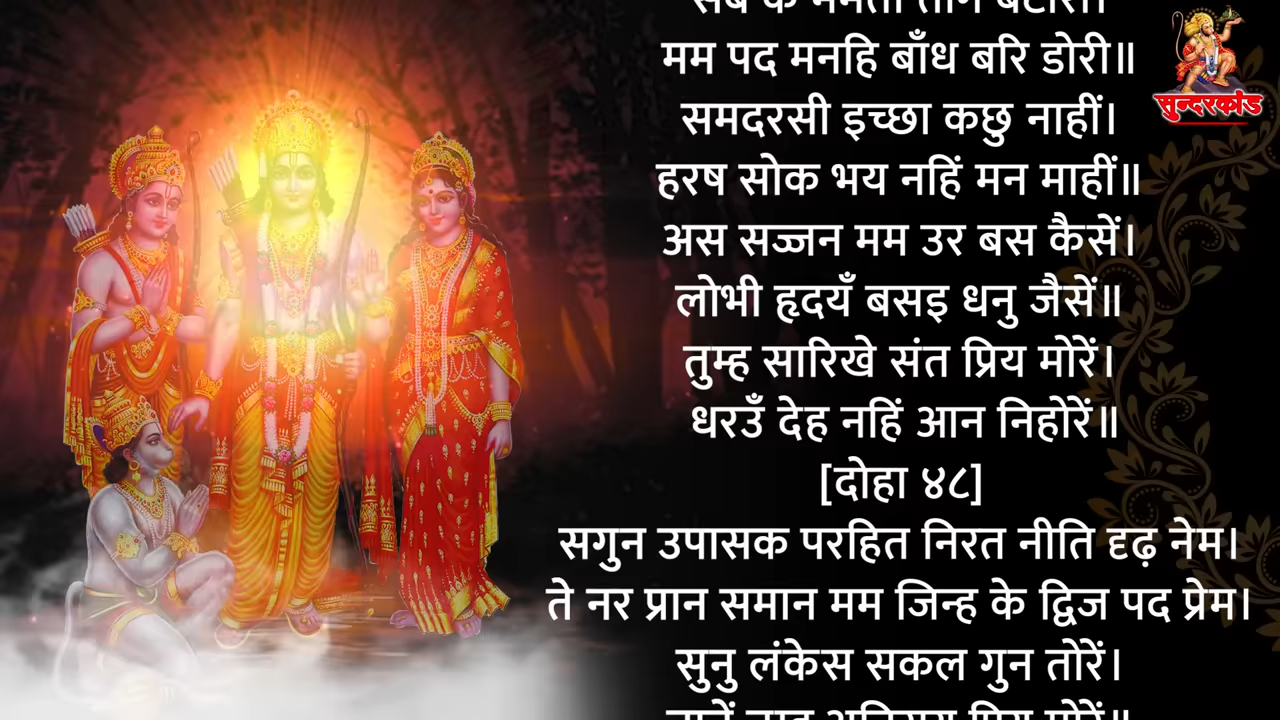 मम पद मनहि बाँध बरि डोरी॥
समदरसी इच्छा कछु नाहीं।
हरष सोक भय नहिं मन माहीं॥
अस सज्जन मम उर बस कैसें।
लोभी हृदयँ बसइ धनु जैसें॥
तुम्ह सारिखे संत प्रिय मोरें।
धरउँ देह नहिं आन निहोरें॥
[दोहा ४८]
सगुन उपासक परहित निरत नीति दृढ़ नेम।
ते नर प्रान समान मम जिन्ह के द्विज पद प्रेम।
सुनु लंकेस सकल गुन तोरें।
सुन्दरकांड